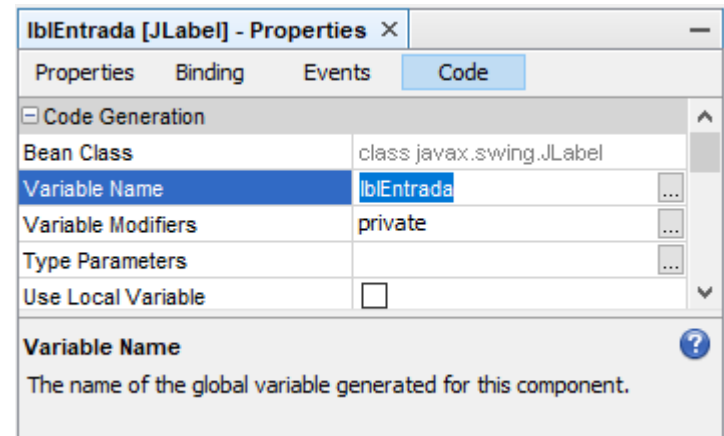 lblEntrada [JLabel] - Properties ×
Properties Binding Events Code
Code Generation
Bean Class class javax.swing.JLabel
Variable Name lblEntrada ...
Variable Modifiers private ...
Type Parameters ...
Use Local Variable
Variable Name ?
The name of the global variable generated for this component.